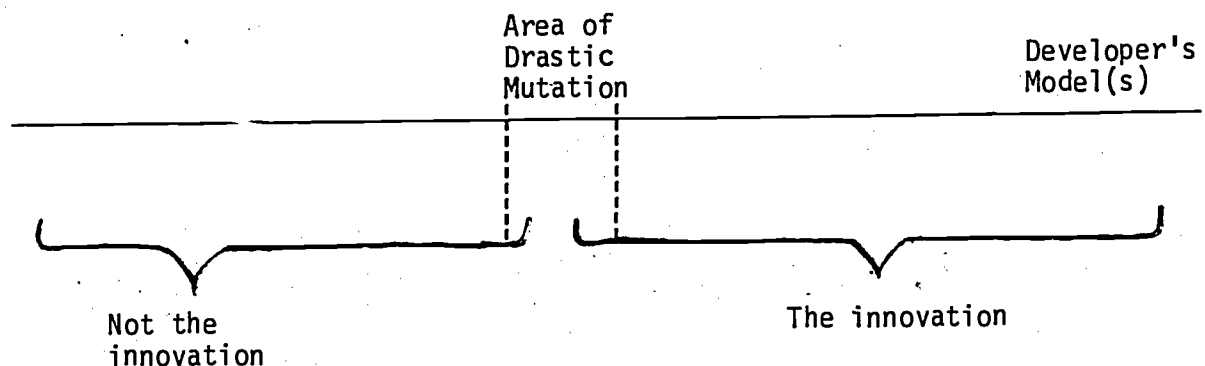 Area of
Drastic
Mutation
Developer's
Model(s)
Not the
innovation
The innovation